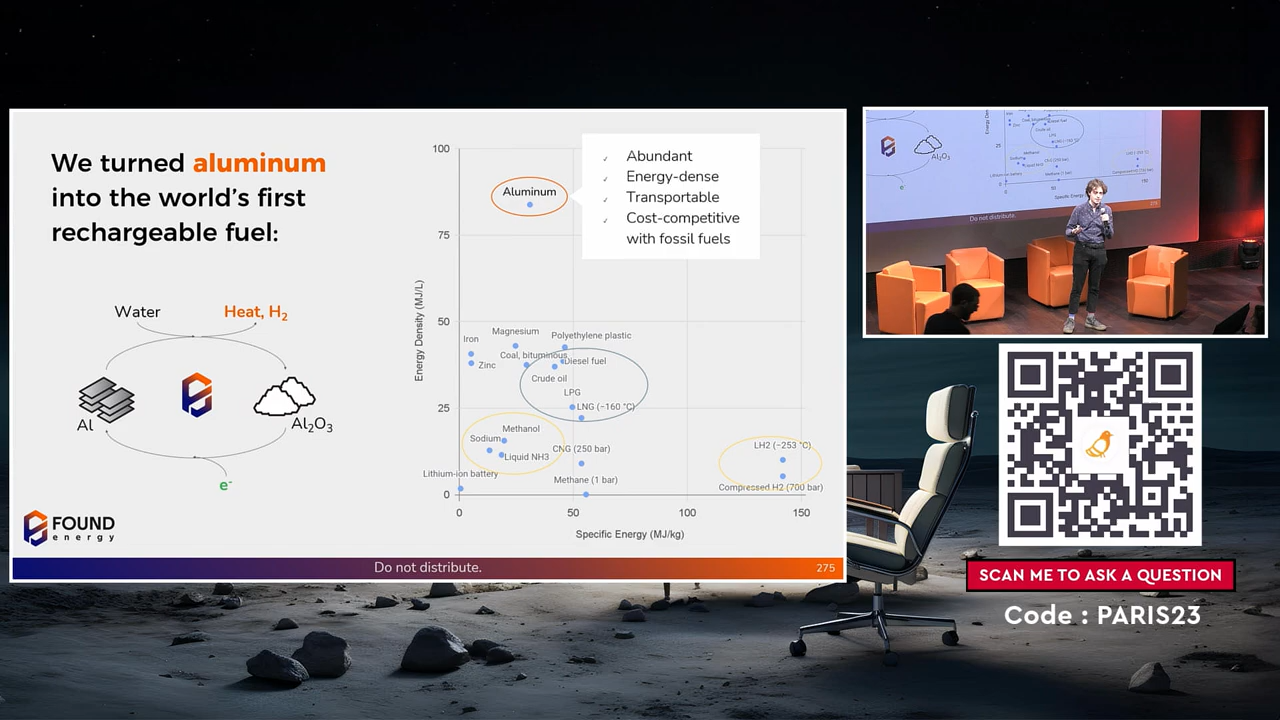 We turned aluminum
into the world's first
rechargeable fuel:
Water
Heat, H₂
Al
Al₂O₃
e⁻
FOUND
energy
100
75
50
25
0
Energy Density (MJ/L)
0
50
100
150
Specific Energy (MJ/kg)
Aluminum
✓ Abundant
✓ Energy-dense
✓ Transportable
✓ Cost-competitive
with fossil fuels
Iron
Magnesium
Polyethylene plastic
Zinc
Coal, bituminous
Diesel fuel
Crude oil
LPG
LNG (−160 °C)
Methanol
Sodium
Liquid NH3
CNG (250 bar)
Lithium-ion battery
Methane (1 bar)
LH2 (−253 °C)
Compressed H2 (700 bar)
Do not distribute.
275
Al₂O₃
e⁻
Do not distribute.
SCAN ME TO ASK A QUESTION
Code : PARIS23